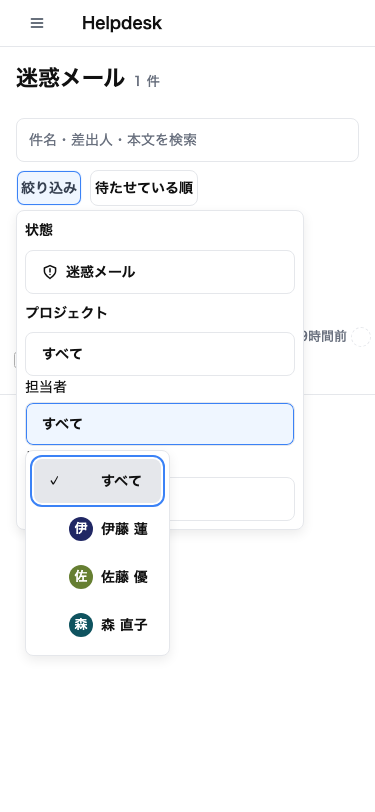 Helpdesk
迷惑メール 1 件
件名・差出人・本文を検索
絞り込み 待たせている順
状態
迷惑メール
プロジェクト
すべて
9時間前
担当者
すべて
✓ すべて
伊 伊藤 蓮
佐 佐藤 優
森 森 直子